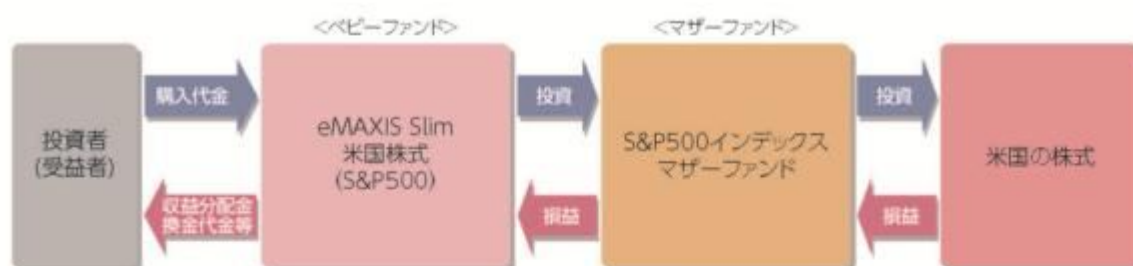 <ベビーファンド>
<マザーファンド>
投資者
(受益者)
購入代金
収益分配金
換金代金等
eMAXIS Slim
米国株式
(S&P500)
投資
損益
S&P500インデックス
マザーファンド
投資
損益
米国の株式